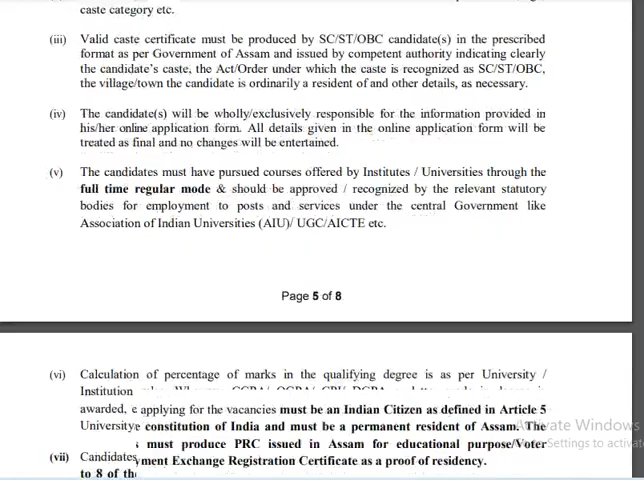 caste category etc.
(iii) Valid caste certificate must be produced by SC/ST/OBC candidate(s) in the prescribed
format as per Government of Assam and issued by competent authority indicating clearly
the candidate's caste, the Act/Order under which the caste is recognized as SC/ST/OBC,
the village/town the candidate is ordinarily a resident of and other details, as necessary.
(iv) The candidate(s) will be wholly/exclusively responsible for the information provided in
his/her online application form. All details given in the online application form will be
treated as final and no changes will be entertained.
(v) The candidates must have pursued courses offered by Institutes / Universities through the
full time regular mode & should be approved / recognized by the relevant statutory
bodies for employment to posts and services under the central Government like
Association of Indian Universities (AIU)/ UGC/AICTE etc.
Page 5 of 8
(vi) Calculation of percentage of marks in the qualifying degree is as per University /
Institution
awarded, e applying for the vacancies must be an Indian Citizen as defined in Article 5
University e constitution of India and must be a permanent resident of Assam. The
must produce PRC issued in Assam for educational purpose/Voter
(vii) Candidates ment Exchange Registration Certificate as a proof of residency.
to 8 of th
Activate Windows
Settings to activat